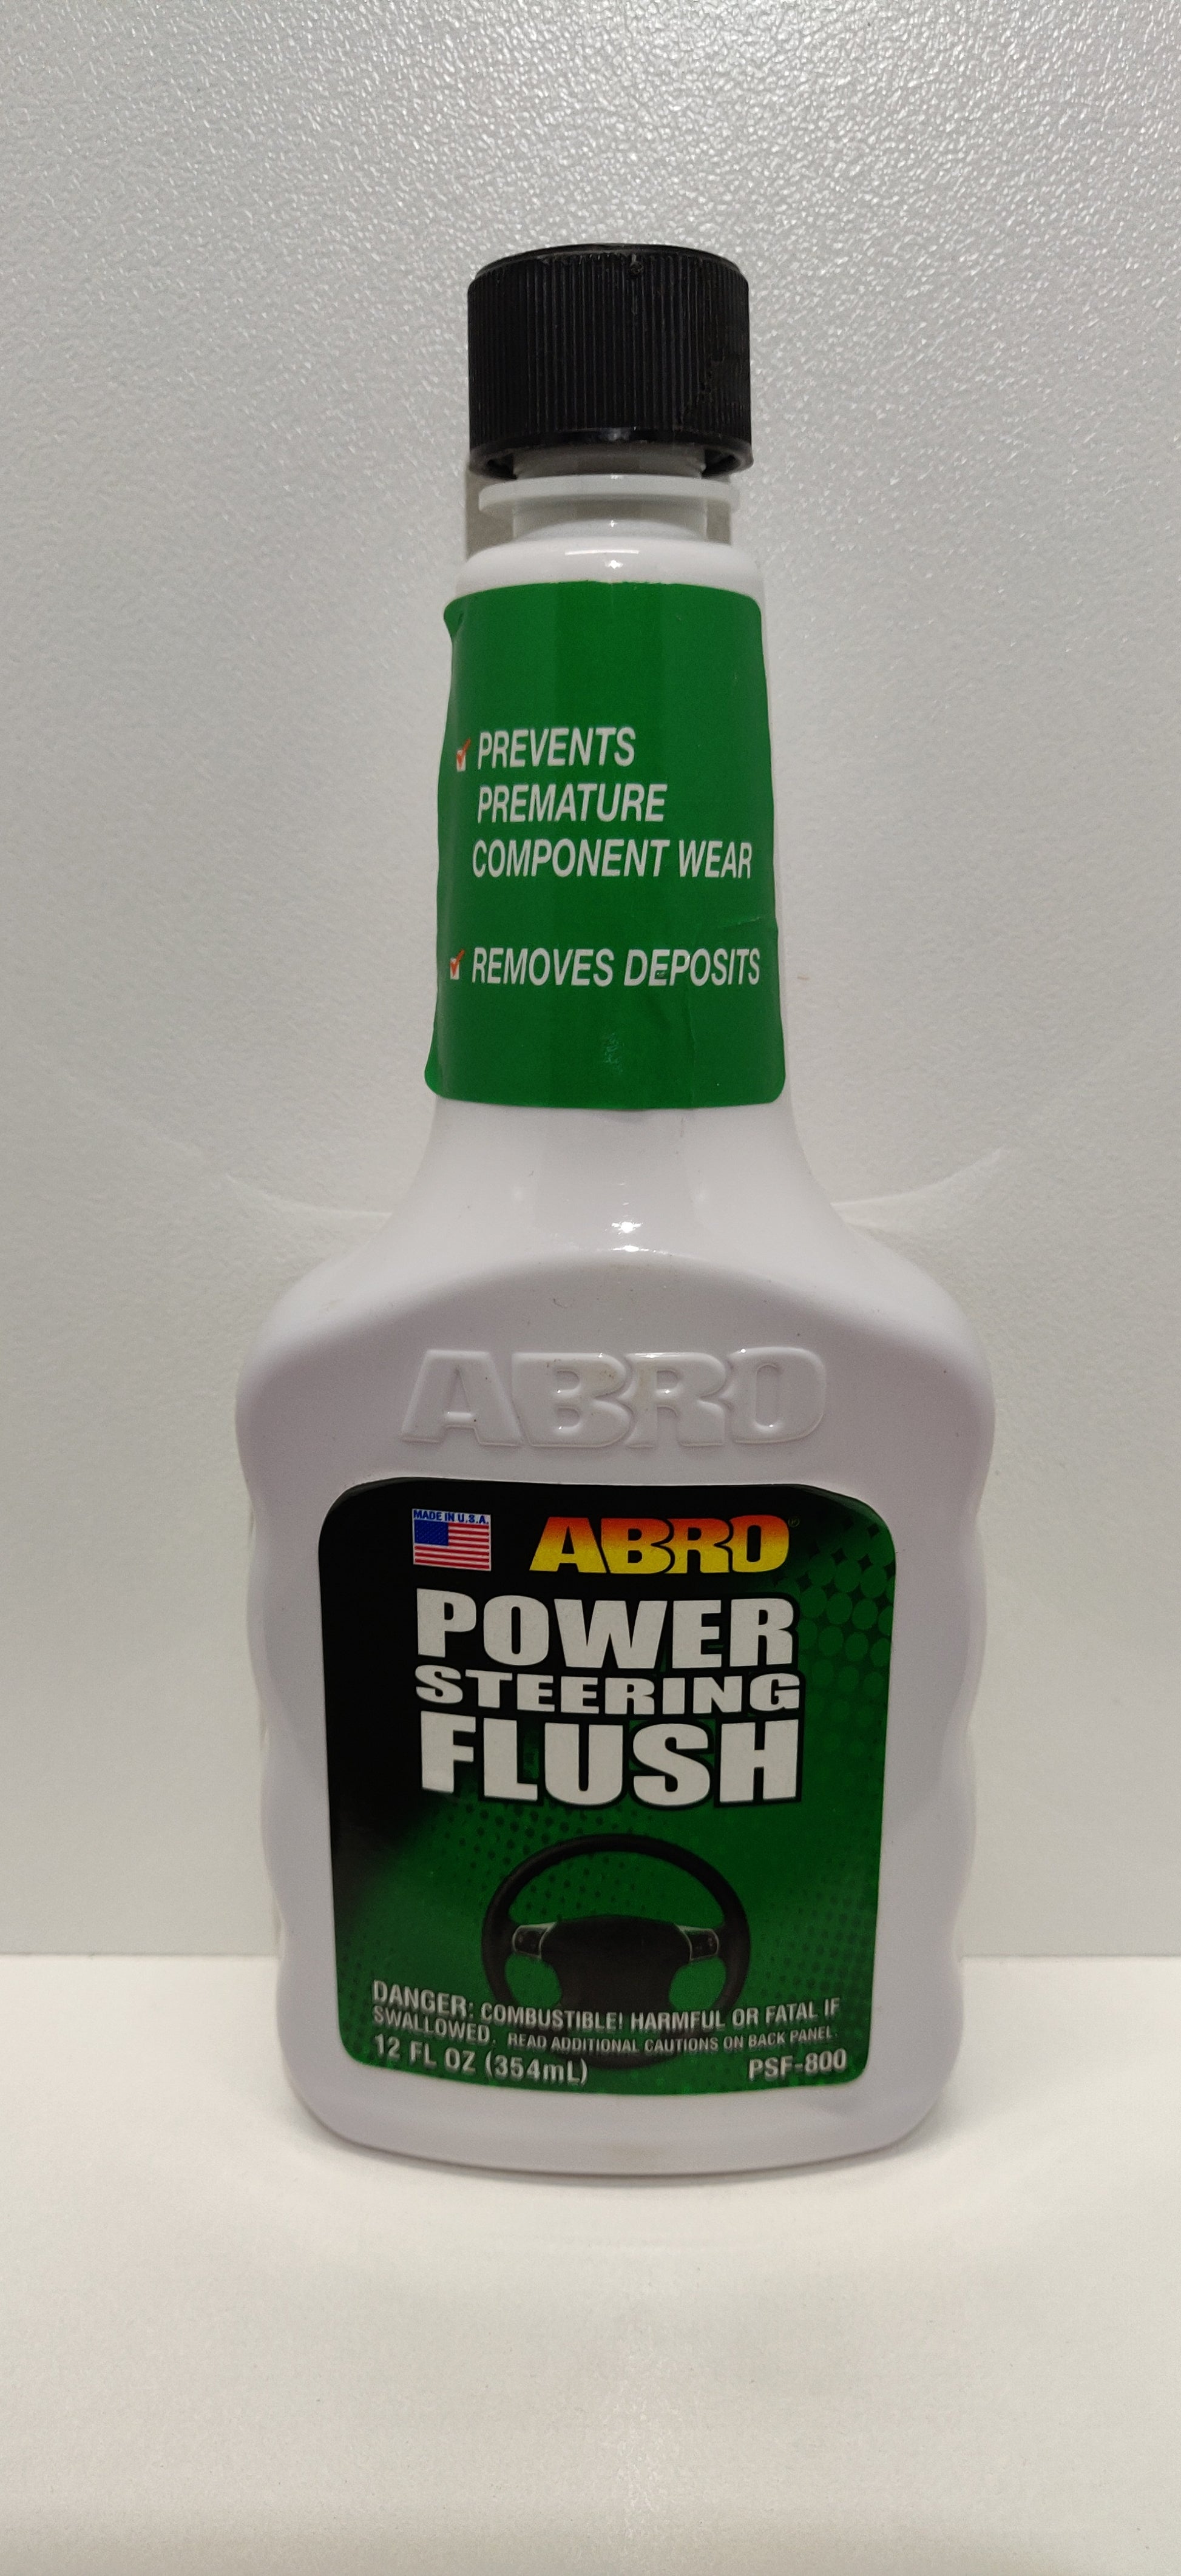 PREVENTS
PREMATURE
COMPONENT WEAR
REMOVES DEPOSITS
ABRO
MADE IN U.S.A.
ABRO®
POWER
STEERING
FLUSH
DANGER: COMBUSTIBLE! HARMFUL OR FATAL IF
SWALLOWED. READ ADDITIONAL CAUTIONS ON BACK PANEL.
12 FL OZ (354mL)
PSF-800